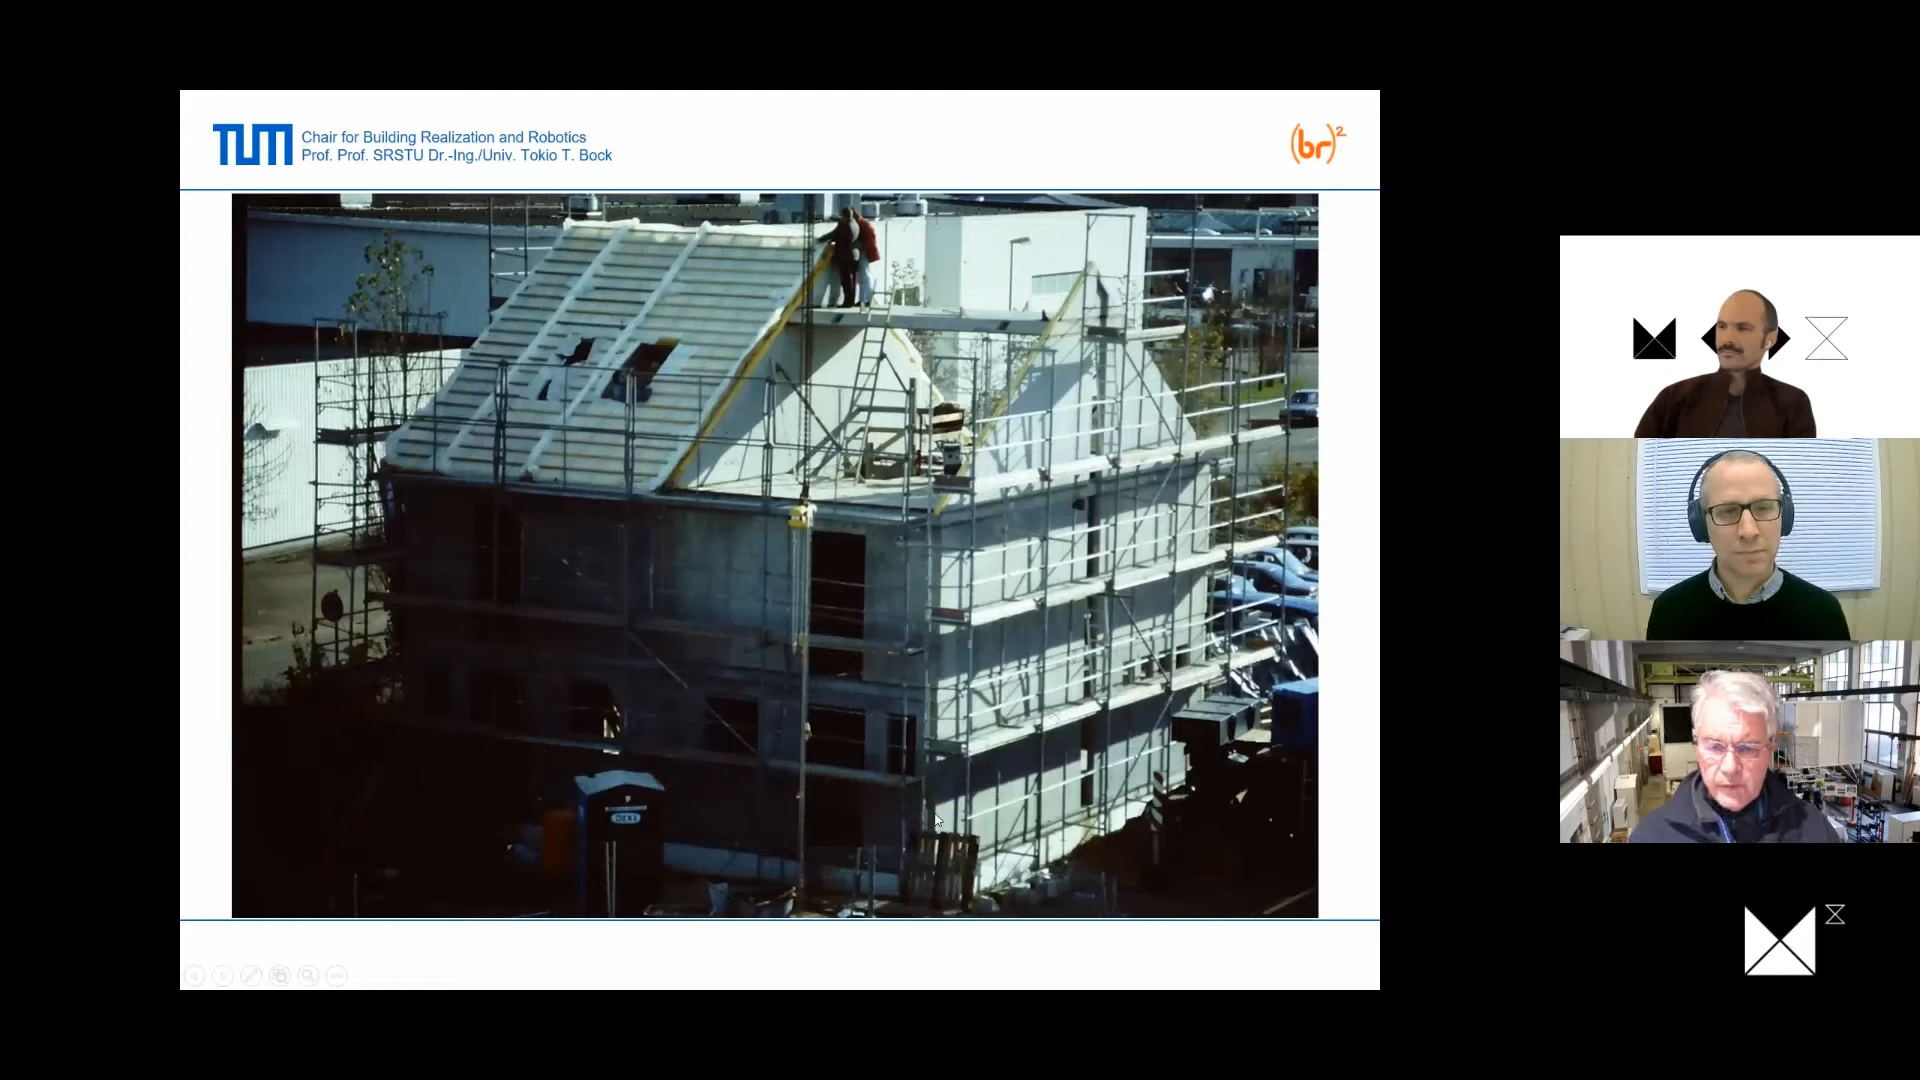 TUM
Chair for Building Realization and Robotics
Prof. Prof. SRSTU Dr.-Ing./Univ. Tokio T. Bock
(br)²
DIXI